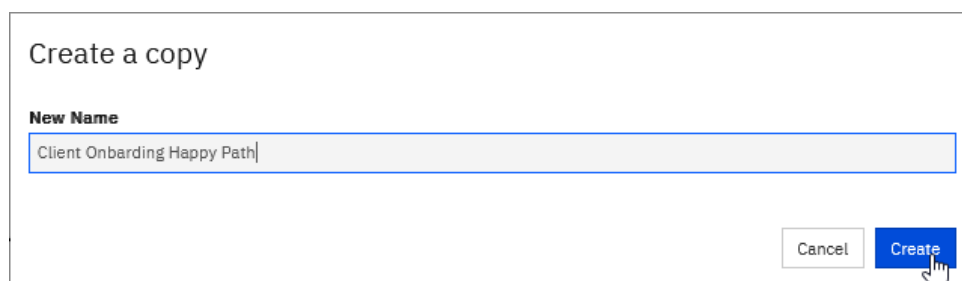 Create a copy
New Name
Client Onbarding Happy Path
Cancel Create